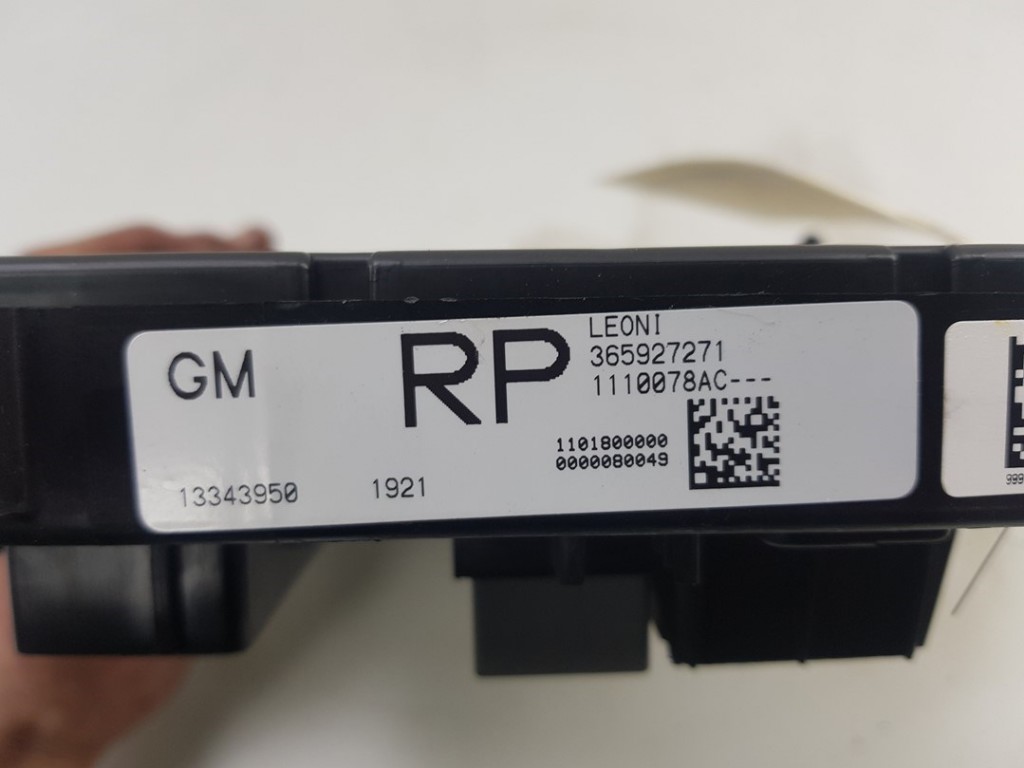 GM
RP
LEONI
365927271
1110078AC---
1101800000
0000080049
13343950
1921